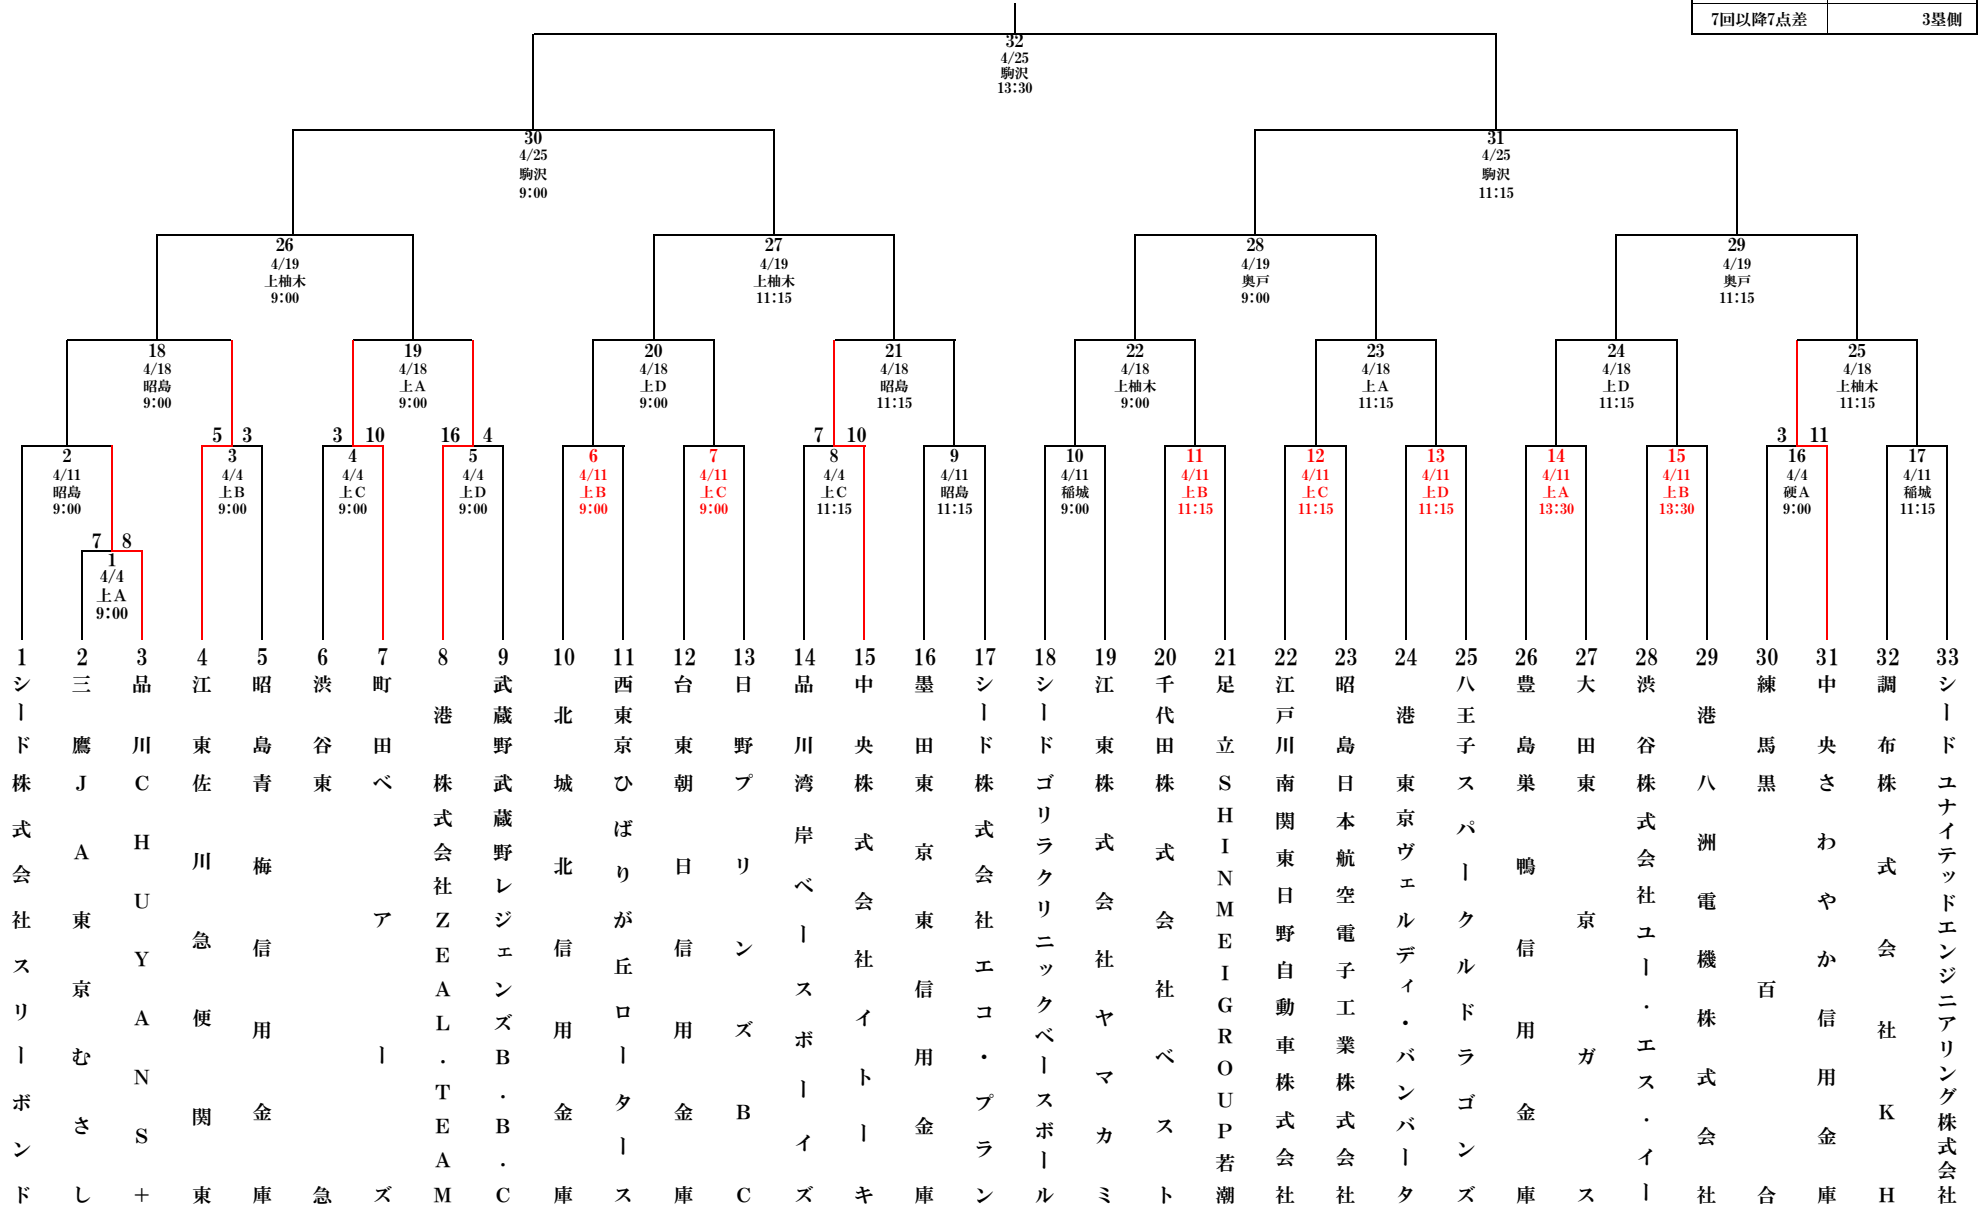 7回以降7点差 3塁側
32
4/25
駒沢
13:30
30
4/25
駒沢
9:00
31
4/25
駒沢
11:15
26
4/19
上柚木
9:00
27
4/19
上柚木
11:15
28
4/19
奥戸
9:00
29
4/19
奥戸
11:15
18
4/18
昭島
9:00
19
4/18
上A
9:00
20
4/18
上D
9:00
21
4/18
昭島
11:15
22
4/18
上柚木
9:00
23
4/18
上A
11:15
24
4/18
上D
11:15
25
4/18
上柚木
11:15
2
4/11
昭島
9:00
5 3
3
4/4
上B
9:00
3 10
4
4/4
上C
9:00
16 4
5
4/4
上D
9:00
6
4/11
上B
9:00
7
4/11
上C
9:00
7 10
8
4/4
上C
11:15
9
4/11
昭島
11:15
10
4/11
稲城
9:00
11
4/11
上B
11:15
12
4/11
上C
11:15
13
4/11
上D
11:15
14
4/11
上A
13:30
15
4/11
上B
13:30
3 11
16
4/4
硬A
9:00
17
4/11
稲城
11:15
7 8
1
4/4
上A
9:00
1 シード 株式会社スリーボンド
2 三鷹 JA東京むさし
3 品川 CHUYANS+
4 江東 佐川急便関東
5 昭島 青梅信用金庫
6 渋谷 東急
7 町田 ベアーズ
8 港 株式会社ZEAL.TEAM
9 武蔵野 武蔵野レジェンズB.B.C
10 北 城北信用金庫
11 西東京 ひばりが丘ロータース
12 台東 朝日信用金庫
13 日野 プリンズBC
14 品川 湾岸ベースボーイズ
15 中央 株式会社イトーキ
16 墨田 東京東信用金庫
17 シード 株式会社エコ・プラン
18 シード ゴリラクリニックベースボール
19 江東 株式会社ヤマカミ
20 千代田 株式会社ベスト
21 足立 SHINMEIGROUP若潮
22 江戸川 南関東日野自動車株式会社
23 昭島 日本航空電子工業株式会社
24 港 東京ヴェルディ・バンバータ
25 八王子 スパークルドラゴンズ
26 豊島 巣鴨信用金庫
27 大田 東京ガス
28 渋谷 株式会社ユー.エス.イー
29 港 八洲電機株式会社
30 練馬 黒百合
31 中央 さわやか信用金庫
32 調布 株式会社KH
33 シード ユナイテッドエンジニアリング株式会社